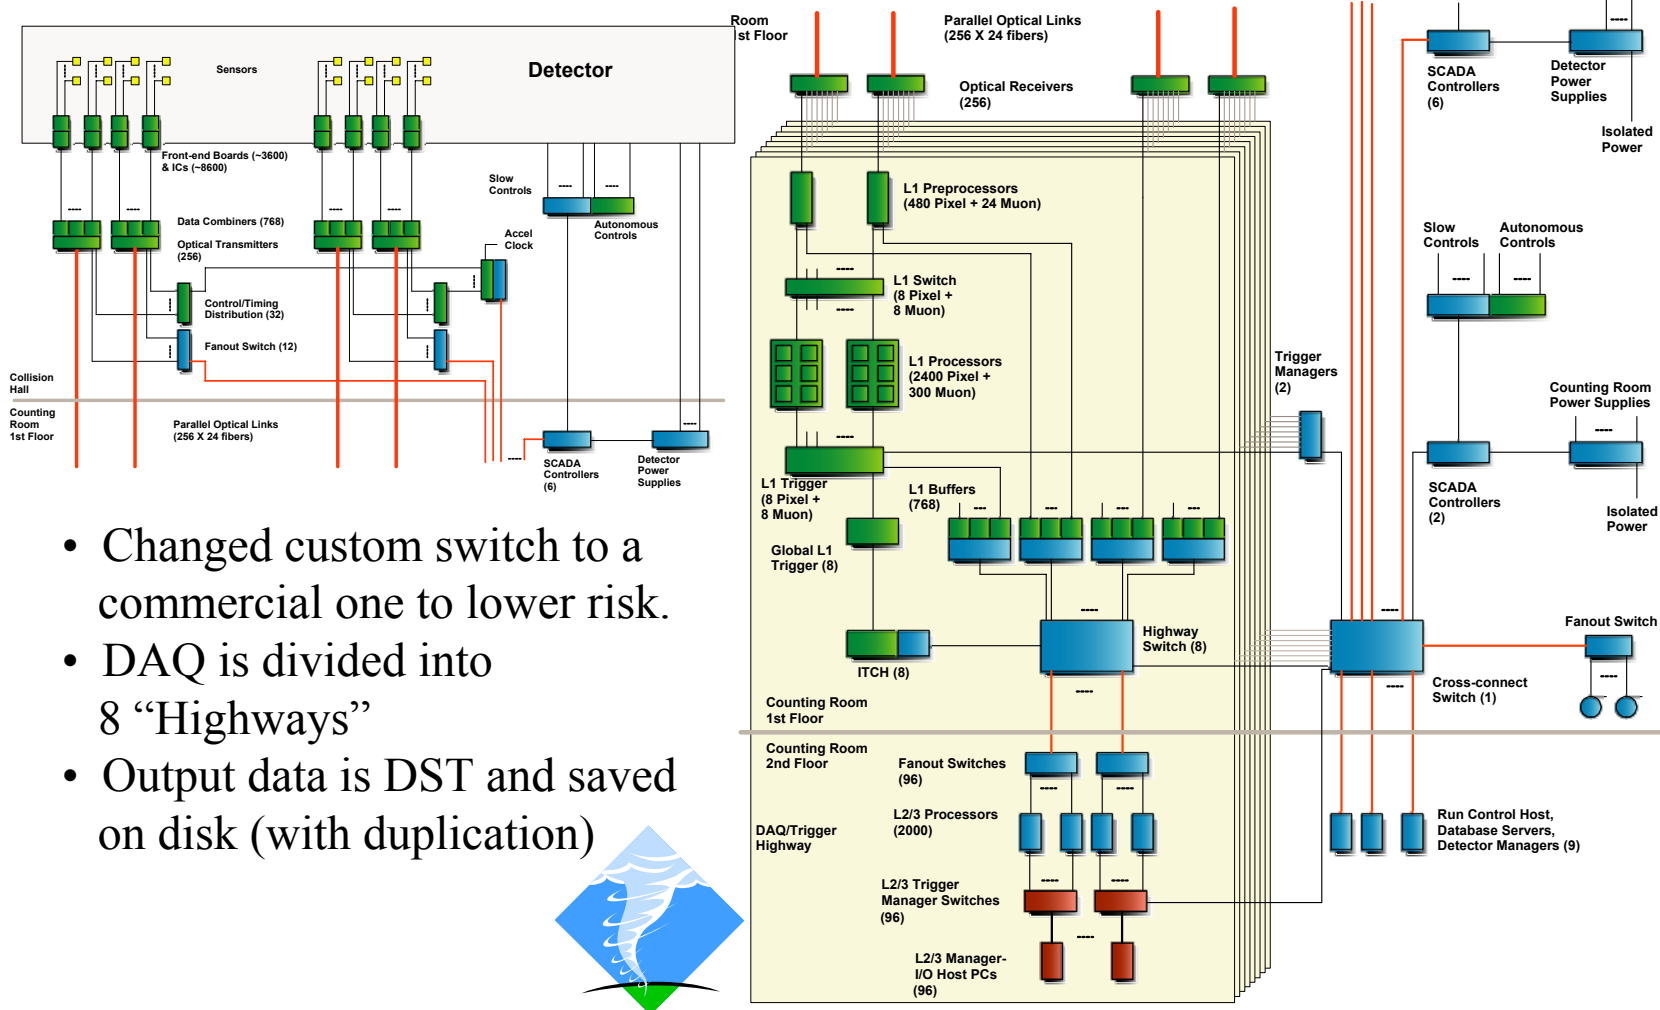 Detector
Sensors
Front-end Boards (~3600)
& ICs (~8600)
Data Combiners (768)
Optical Transmitters
(256)
Control/Timing
Distribution (32)
Fanout Switch (12)
Slow
Controls
Autonomous
Controls
Accel
Clock
Collision
Hall
Counting
Room
1st Floor
Parallel Optical Links
(256 X 24 fibers)
SCADA
Controllers
(6)
Detector
Power
Supplies
• Changed custom switch to a
commercial one to lower risk.
• DAQ is divided into
8 “Highways”
• Output data is DST and saved
on disk (with duplication)
Room
1st Floor
Parallel Optical Links
(256 X 24 fibers)
Optical Receivers
(256)
L1 Preprocessors
(480 Pixel + 24 Muon)
L1 Switch
(8 Pixel +
8 Muon)
L1 Processors
(2400 Pixel +
300 Muon)
L1 Trigger
(8 Pixel +
8 Muon)
L1 Buffers
(768)
Global L1
Trigger (8)
ITCH (8)
Highway
Switch (8)
Counting Room
1st Floor
Counting Room
2nd Floor
Fanout Switches
(96)
L2/3 Processors
(2000)
DAQ/Trigger
Highway
L2/3 Trigger
Manager Switches
(96)
L2/3 Manager-
I/O Host PCs
(96)
Trigger
Managers
(2)
SCADA
Controllers
(6)
Detector
Power
Supplies
Isolated
Power
Slow
Controls
Autonomous
Controls
Counting Room
Power Supplies
SCADA
Controllers
(2)
Isolated
Power
Fanout Switch
Cross-connect
Switch (1)
Run Control Host,
Database Servers,
Detector Managers (9)